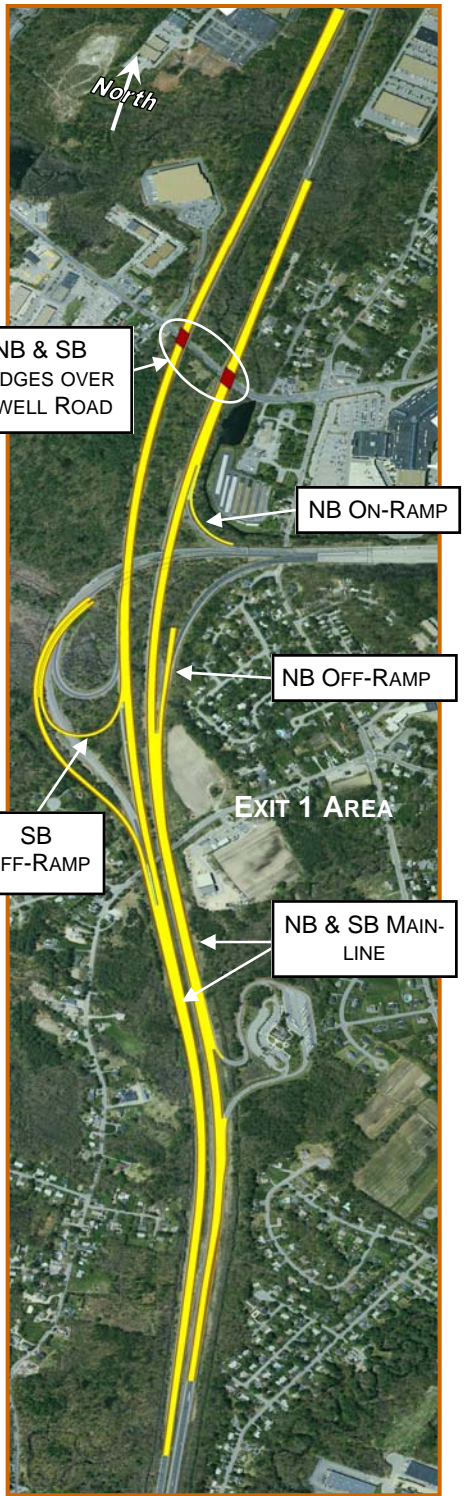 North
NB & SB
DGES OVER
WELL ROAD
NB ON-RAMP
NB OFF-RAMP
EXIT 1 AREA
SB
FF-RAMP
NB & SB MAIN-
LINE